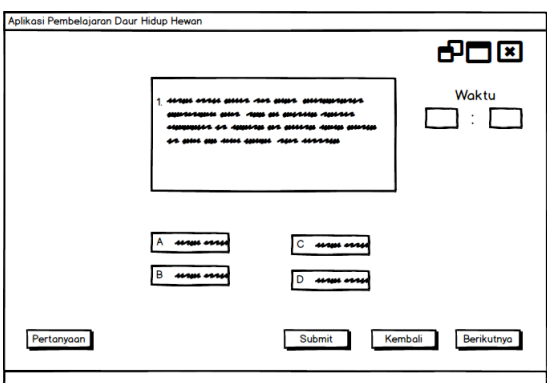 Aplikasi Pembelajaran Daur Hidup Hewan
Waktu
:
1.
A
C
B
D
Pertanyaan
Submit
Kembali
Berikutnya